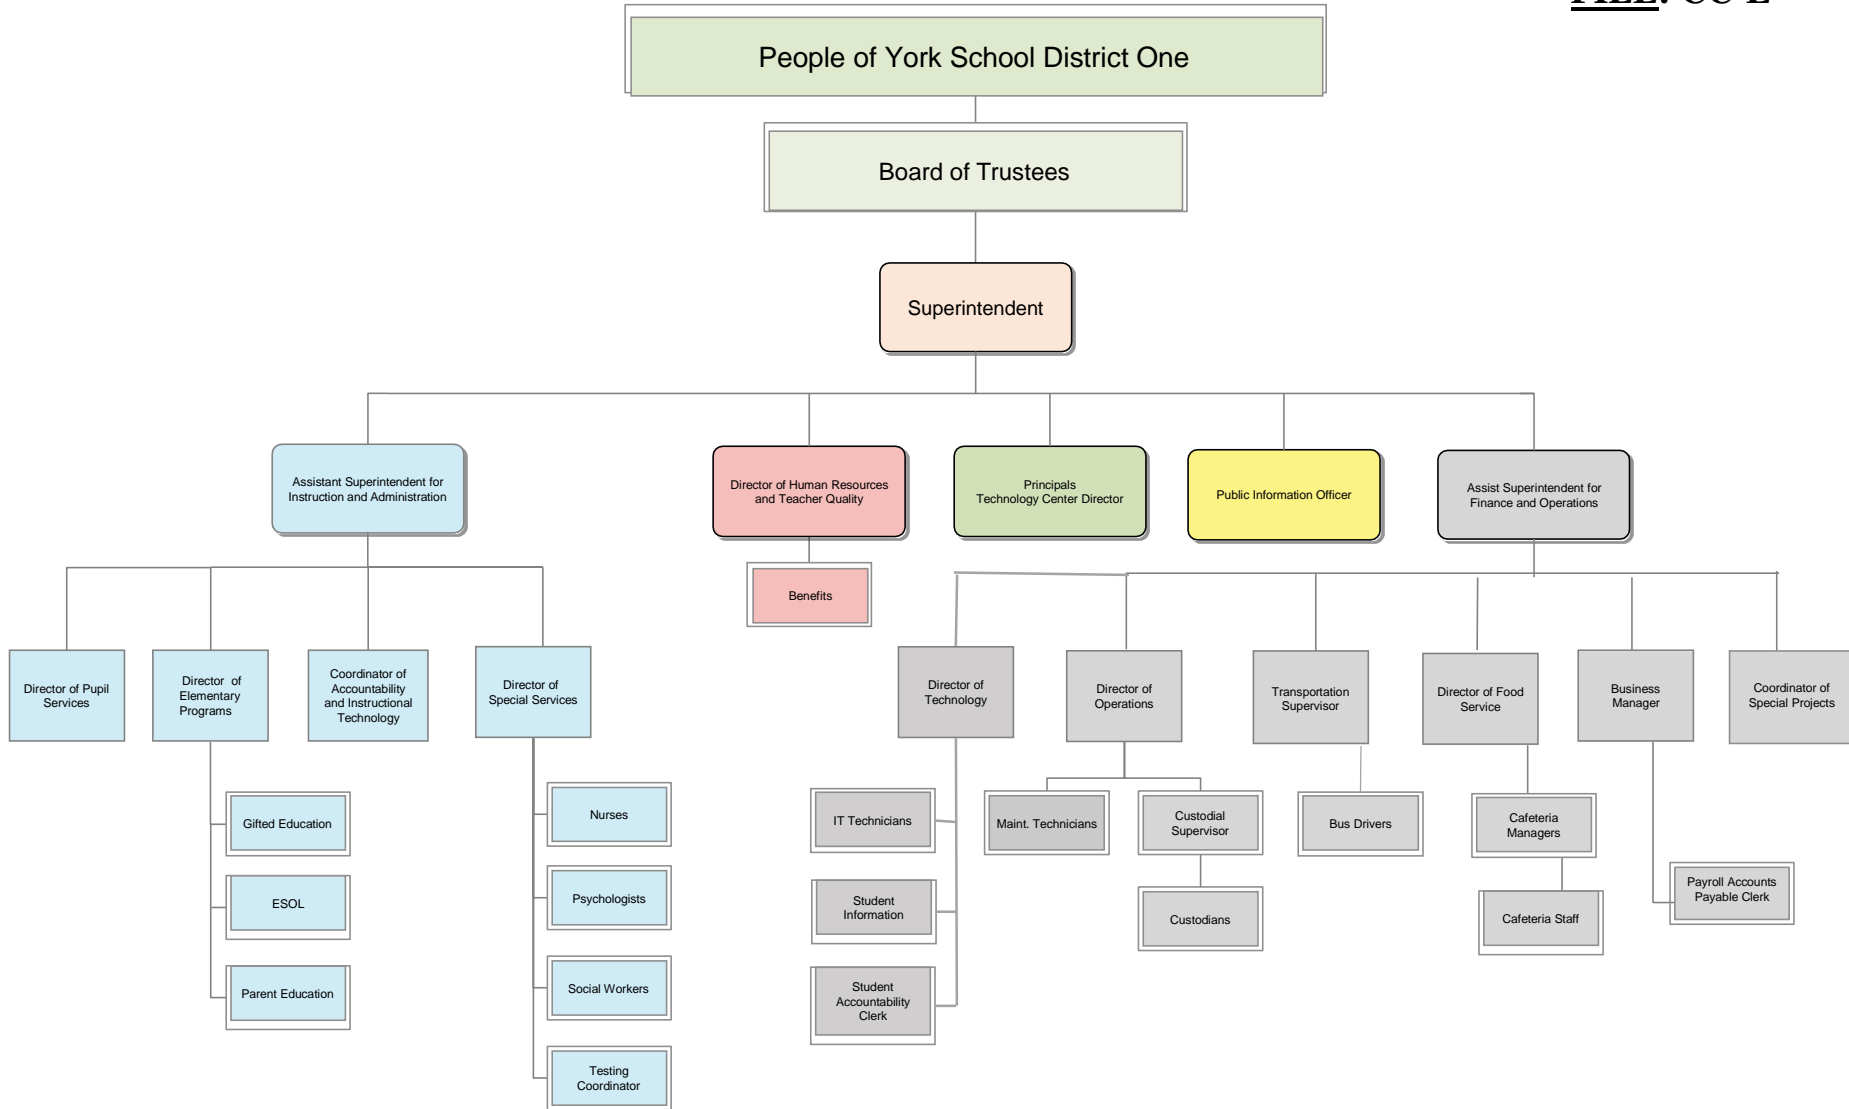 People of York School District One
Board of Trustees
Superintendent
Assistant Superintendent for
Instruction and Administration
Director of Human Resources
and Teacher Quality
Principals
Technology Center Director
Public Information Officer
Assist Superintendent for
Finance and Operations
Benefits
Director of Pupil
Services
Director of
Elementary
Programs
Coordinator of
Accountability
and Instructional
Technology
Director of
Special Services
Director of
Technology
Director of
Operations
Transportation
Supervisor
Director of Food
Service
Business
Manager
Coordinator of
Special Projects
Gifted Education
ESOL
Parent Education
Nurses
Psychologists
Social Workers
Testing
Coordinator
IT Technicians
Student
Information
Student
Accountability
Clerk
Maint. Technicians
Custodial
Supervisor
Custodians
Bus Drivers
Cafeteria
Managers
Cafeteria Staff
Payroll Accounts
Payable Clerk